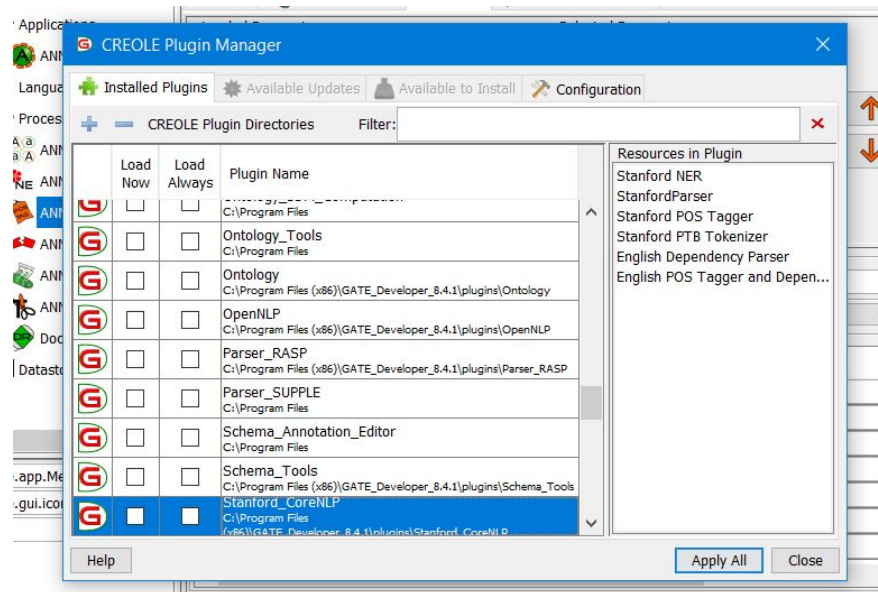 Applica
CREOLE Plugin Manager
ANN
Langua
Installed Plugins
Available Updates
Available to Install
Configuration
Proces
CREOLE Plugin Directories
Filter:
ANN
Load Now
Load Always
Plugin Name
Resources in Plugin
NE ANN
C:\Program Files
Stanford NER
StanfordParser
Stanford POS Tagger
Stanford PTB Tokenizer
English Dependency Parser
English POS Tagger and Depen...
ANN
Ontology_Tools
C:\Program Files
ANN
Ontology
C:\Program Files (x86)\GATE_Developer_8.4.1\plugins\Ontology
ANN
OpenNLP
C:\Program Files (x86)\GATE_Developer_8.4.1\plugins\OpenNLP
ANN
Doc
Parser_RASP
C:\Program Files (x86)\GATE_Developer_8.4.1\plugins\Parser_RASP
Datasto
Parser_SUPPLE
C:\Program Files
Schema_Annotation_Editor
C:\Program Files
.app.Me
Schema_Tools
C:\Program Files (x86)\GATE_Developer_8.4.1\plugins\Schema_Tools
.gui.ico
Stanford_CoreNLP
C:\Program Files
(x86)\GATE_Developer_8.4.1\plugins\Stanford_CoreNLP
Help
Apply All
Close